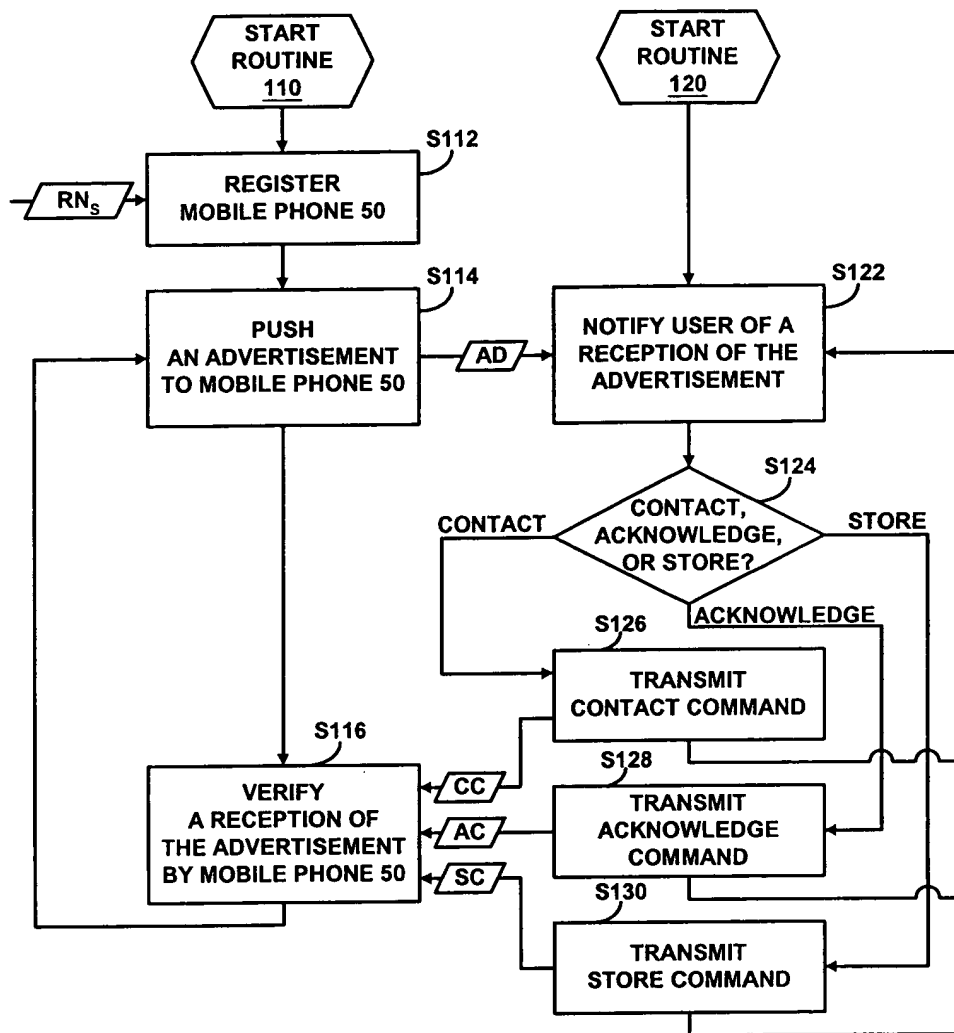 START
ROUTINE
110
START
ROUTINE
120
S112
RNS
REGISTER
MOBILE PHONE 50
S114
PUSH
AN ADVERTISEMENT
TO MOBILE PHONE 50
AD
S122
NOTIFY USER OF A
RECEPTION OF THE
ADVERTISEMENT
S124
CONTACT,
ACKNOWLEDGE,
OR STORE?
CONTACT
STORE
ACKNOWLEDGE
S126
TRANSMIT
CONTACT COMMAND
S116
VERIFY
A RECEPTION OF
THE ADVERTISEMENT
BY MOBILE PHONE 50
CC
AC
SC
S128
TRANSMIT
ACKNOWLEDGE
COMMAND
S130
TRANSMIT
STORE COMMAND